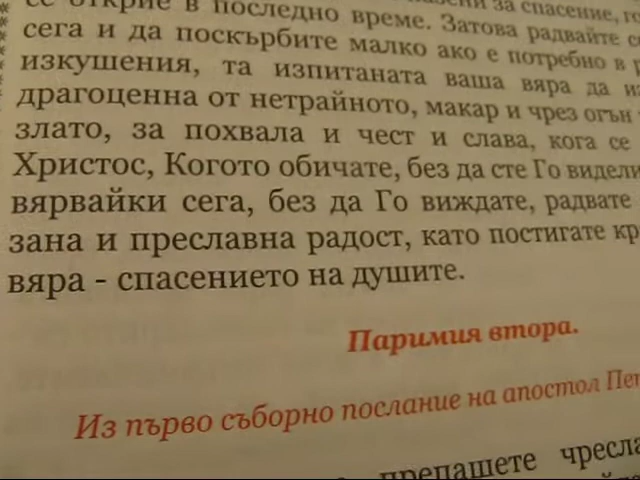 се открие в последно време. Затова радвайте
сега и да поскърбите малко ако е потребно в
изкушения, та изпитаната ваша вяра да
драгоценна от нетрайното, макар и чрез огън
злато, за похвала и чест и слава, кога се
Христос, Когото обичате, без да сте Го видели
вярвайки сега, без да Го виждате, радвате
зана и преславна радост, като постигате
вяра - спасението на душите.
Паримия втора.
Из първо съборно послание на апостол
препашете